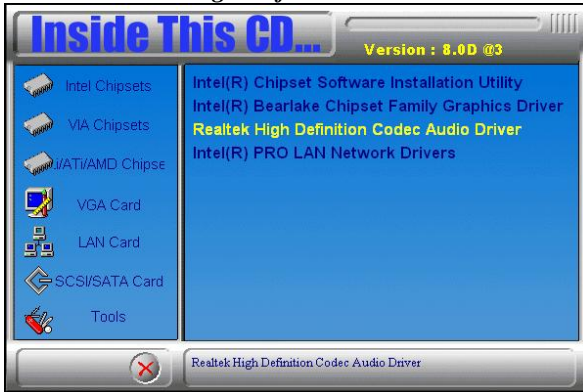 Inside This CD...
Version : 8.0D @3
Intel Chipsets
VIA Chipsets
i/ATi/AMD Chipse
VGA Card
LAN Card
SCSI/SATA Card
Tools
Intel(R) Chipset Software Installation Utility
Intel(R) Bearlake Chipset Family Graphics Driver
Realtek High Definition Codec Audio Driver
Intel(R) PRO LAN Network Drivers
Realtek High Definition Codec Audio Driver